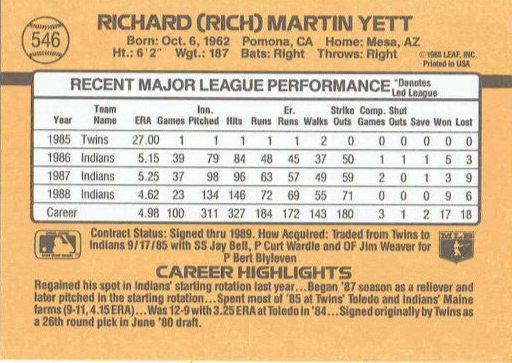 546
RICHARD (RICH) MARTIN YETT
Born: Oct. 6, 1962 Pomona, CA Home: Mesa, AZ
Ht.: 6'2" Wgt.: 187 Bats: Right Throws: Right
©1988 LEAF, INC.
Printed in USA
RECENT MAJOR LEAGUE PERFORMANCE *Denotes Led League
Year Team Name ERA Games Inn. Pitched Hits Runs Er. Runs Walks Strike Outs Comp. Games Shut Outs Save Won Lost
1985 Twins 27.00 1 1 1 1 1 2 0 0 0 0 0 0
1986 Indians 5.15 39 79 84 48 45 37 50 1 1 1 5 3
1987 Indians 5.25 37 98 96 63 57 49 59 2 0 1 3 9
1988 Indians 4.62 23 134 146 72 69 55 71 0 0 0 9 6
Career 4.98 100 311 327 184 172 143 180 3 1 2 17 18
Contract Status: Signed thru 1989. How Acquired: Traded from Twins to
Indians 9/17/85 with SS Jay Bell, P Curt Wardle and OF Jim Weaver for
P Bert Blyleven
CAREER HIGHLIGHTS
Regained his spot in Indians' starting rotation last year...Began '87 season as a reliever and
later pitched in the starting rotation...Spent most of '85 at Twins' Toledo and Indians' Maine
farms (9-11, 4.15 ERA)...Was 12-9 with 3.25 ERA at Toledo in '84...Signed originally by Twins as
a 26th round pick in June '80 draft.